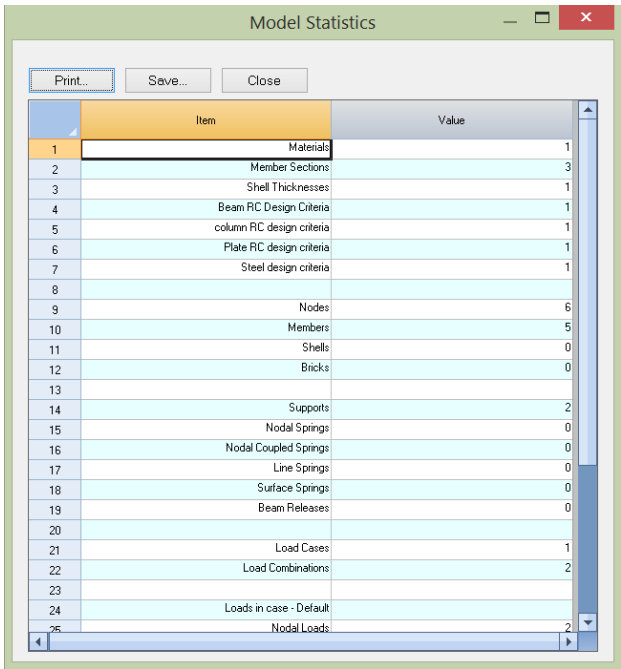 Model Statistics
Print... Save... Close
Item Value
1 Materials 1
2 Member Sections 3
3 Shell Thicknesses 1
4 Beam RC Design Criteria 1
5 column RC design criteria 1
6 Plate RC design criteria 1
7 Steel design criteria 1
8
9 Nodes 6
10 Members 5
11 Shells 0
12 Bricks 0
13
14 Supports 2
15 Nodal Springs 0
16 Nodal Coupled Springs 0
17 Line Springs 0
18 Surface Springs 0
19 Beam Releases 0
20
21 Load Cases 1
22 Load Combinations 2
23
24 Loads in case - Default
25 Nodal Loads 2